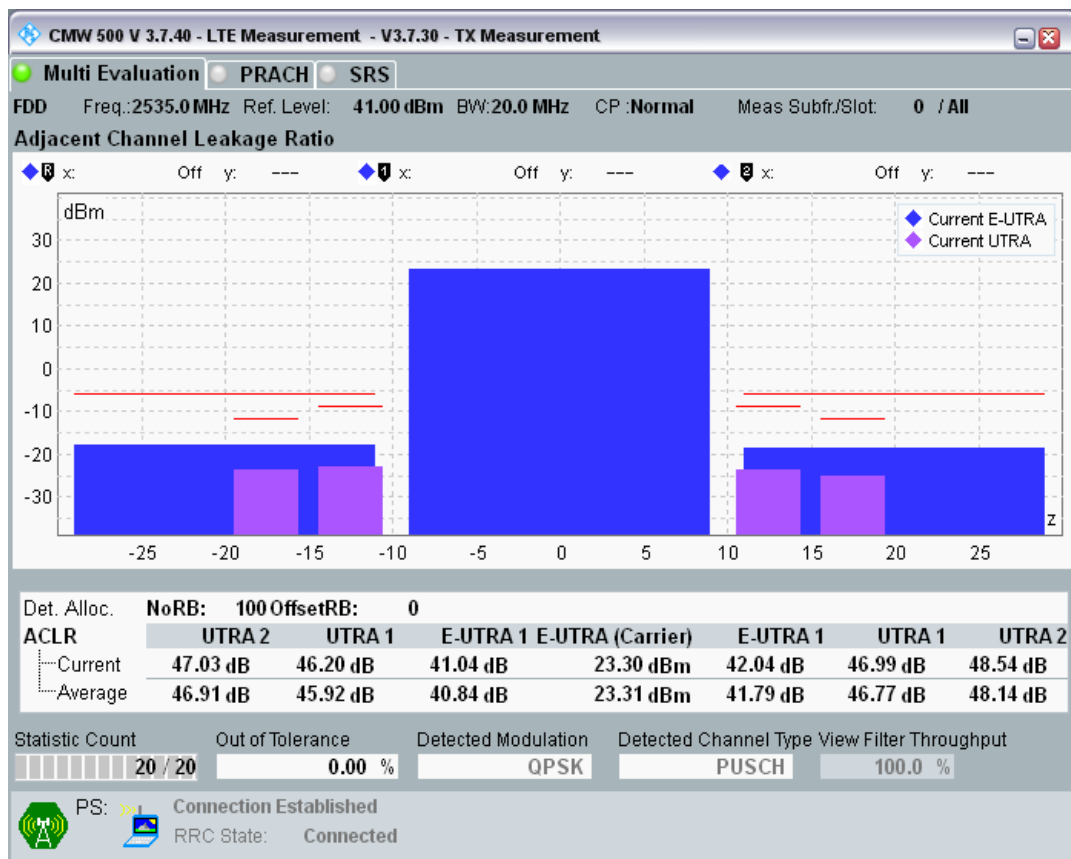 CMW 500 V 3.7.40 - LTE Measurement - V3.7.30 - TX Measurement
Multi Evaluation PRACH SRS
FDD Freq.:2535.0 MHz Ref. Level: 41.00 dBm BW:20.0 MHz CP :Normal Meas Subfr./Slot: 0 / All
Adjacent Channel Leakage Ratio
R x: Off y: --- 1 x: Off y: --- 2 x: Off y: ---
dBm
Current E-UTRA
Current UTRA
30
20
10
0
-10
-20
-30
z
-25 -20 -15 -10 -5 0 5 10 15 20 25
Det. Alloc. NoRB: 100 OffsetRB: 0
ACLR UTRA 2 UTRA 1 E-UTRA 1 E-UTRA (Carrier) E-UTRA 1 UTRA 1 UTRA 2
Current 47.03 dB 46.20 dB 41.04 dB 23.30 dBm 42.04 dB 46.99 dB 48.54 dB
Average 46.91 dB 45.92 dB 40.84 dB 23.31 dBm 41.79 dB 46.77 dB 48.14 dB
Statistic Count Out of Tolerance Detected Modulation Detected Channel Type View Filter Throughput
20 / 20 0.00 % QPSK PUSCH 100.0 %
PS: Connection Established
RRC State: Connected